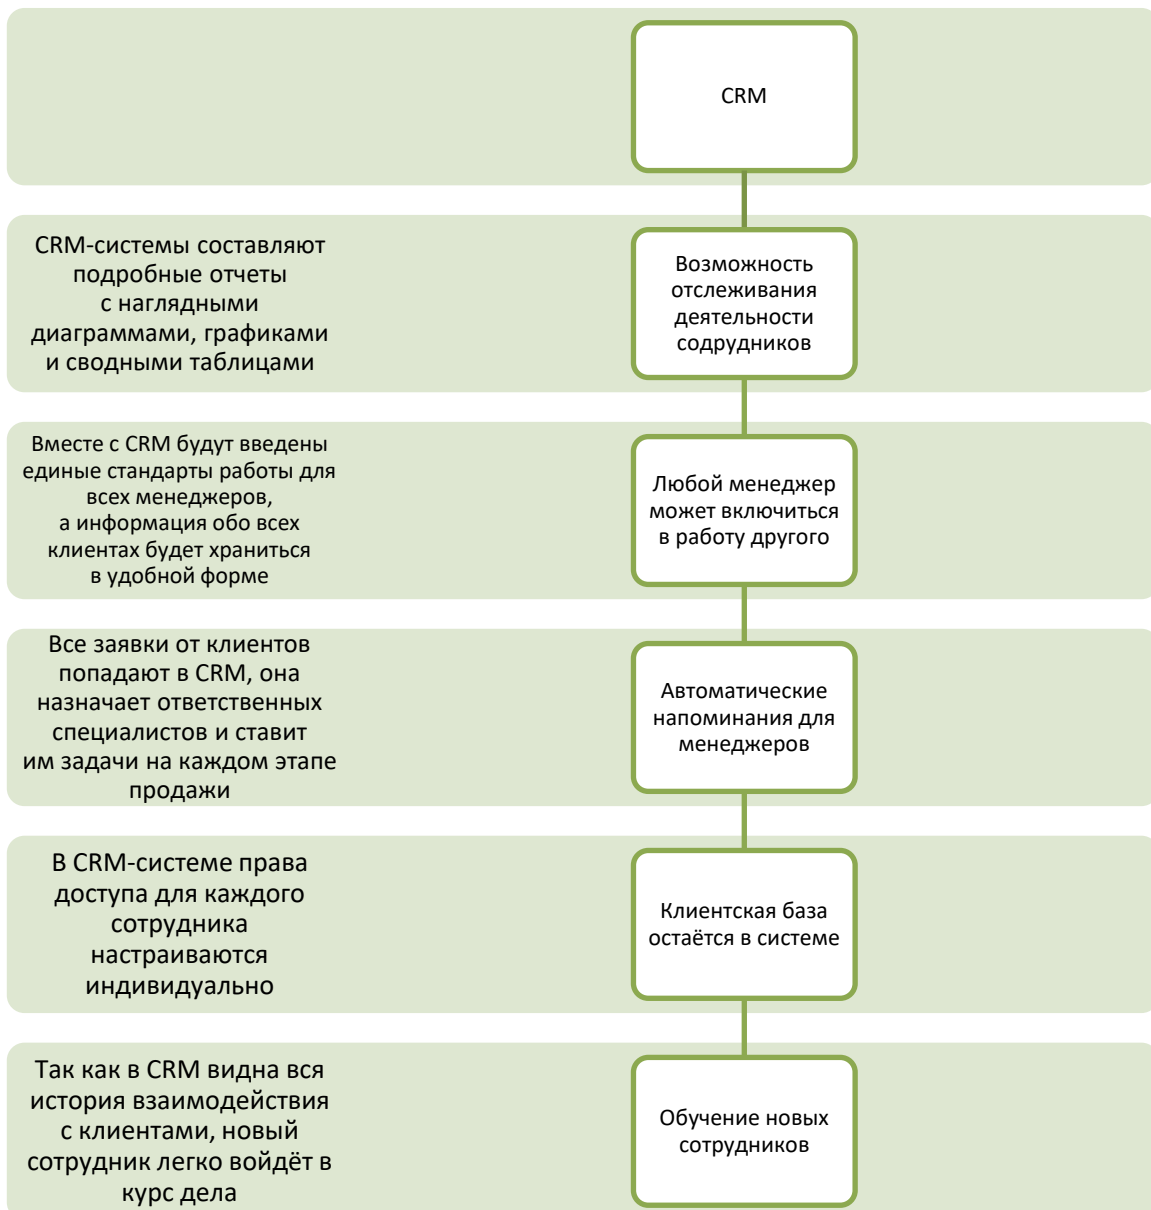 CRM
CRM-системы составляют
подробные отчеты
с наглядными
диаграммами, графиками
и сводными таблицами
Возможность
отслеживания
деятельности
содрудников
Вместе с CRM будут введены
единые стандарты работы для
всех менеджеров,
а информация обо всех
клиентах будет храниться
в удобной форме
Любой менеджер
может включиться
в работу другого
Все заявки от клиентов
попадают в CRM, она
назначает ответственных
специалистов и ставит
им задачи на каждом этапе
продажи
Автоматические
напоминания для
менеджеров
В CRM-системе права
доступа для каждого
сотрудника
настраиваются
индивидуально
Клиентская база
остаётся в системе
Так как в CRM видна вся
история взаимодействия
с клиентами, новый
сотрудник легко войдёт в
курс дела
Обучение новых
сотрудников